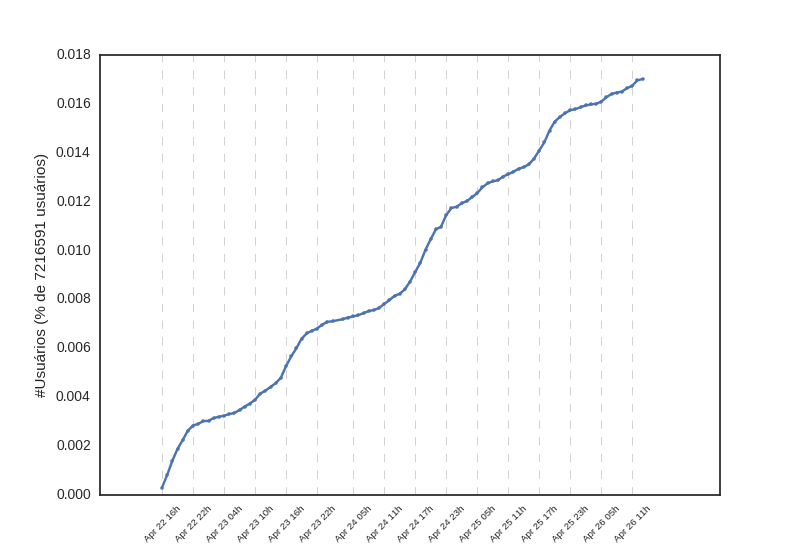 0.018
0.016
0.014
0.012
0.010
0.008
0.006
0.004
0.002
0.000
#Usuários (% de 7216591 usuários)
Apr 22 16h
Apr 22 22h
Apr 23 04h
Apr 23 10h
Apr 23 16h
Apr 23 22h
Apr 24 05h
Apr 24 11h
Apr 24 17h
Apr 24 23h
Apr 25 05h
Apr 25 11h
Apr 25 17h
Apr 25 23h
Apr 26 05h
Apr 26 11h